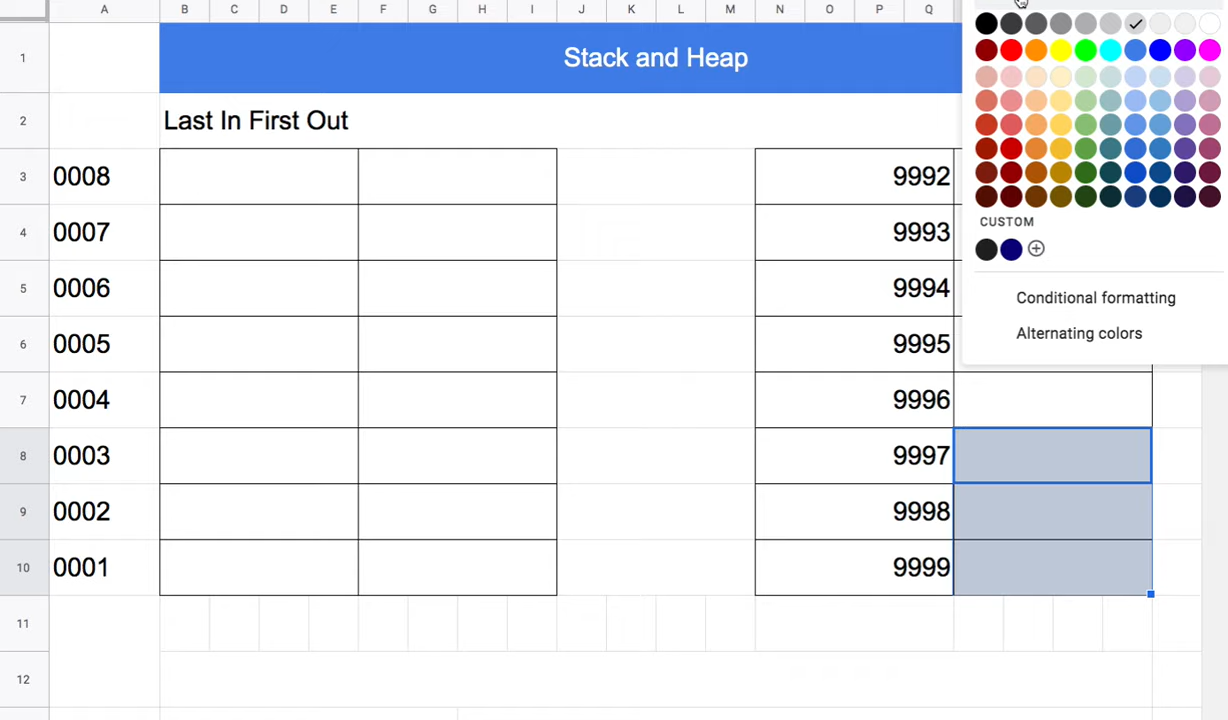 A B C D E F G H I J K L M N O P Q
1 Stack and Heap
2 Last In First Out
3 0008 9992
4 0007 9993
5 0006 9994
6 0005 9995
7 0004 9996
8 0003 9997
9 0002 9998
10 0001 9999
11
12
CUSTOM
Conditional formatting
Alternating colors